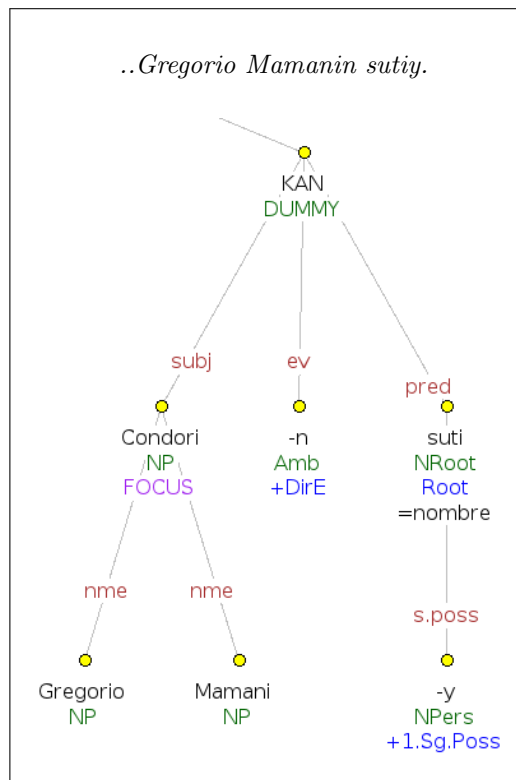 ..Gregorio Mamanin sutiy.
KAN
DUMMY
subj
ev
pred
Condori
NP
FOCUS
-n
Amb
+DirE
suti
NRoot
Root
=nombre
nme
nme
s.poss
Gregorio
NP
Mamani
NP
-y
NPers
+1.Sg.Poss